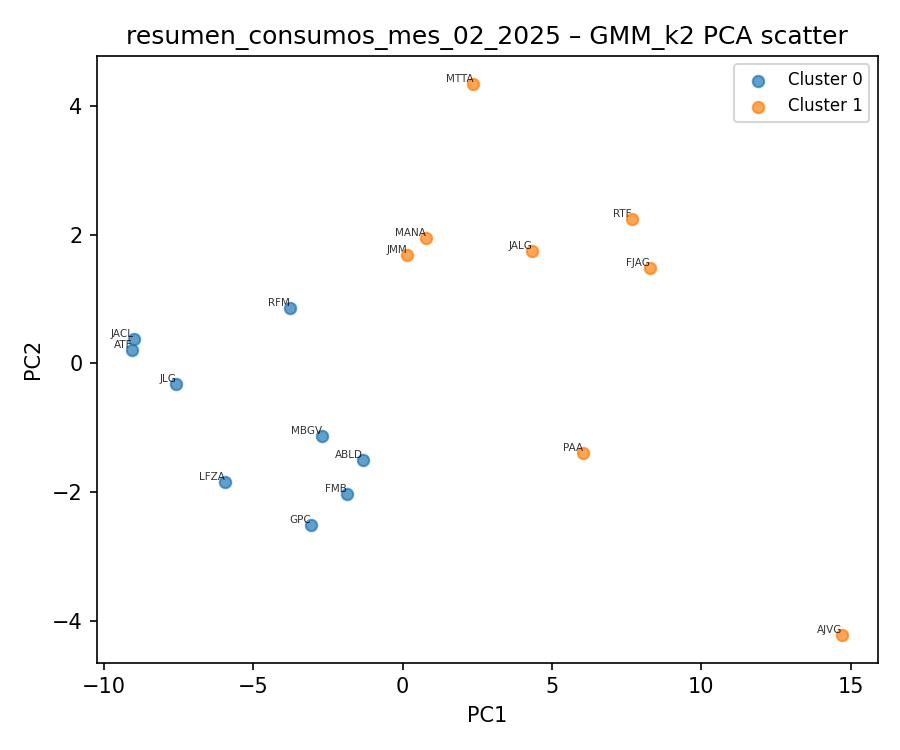 resumen_consumos_mes_02_2025 – GMM_k2 PCA scatter
Cluster 0
Cluster 1
MTTA
RTF
MANA
JMM
JALG
FJAG
RFM
JACL
ATF
JLG
MBGV
ABLD
PAA
LFZA
FMB
GPC
AJVG
4
2
0
−2
−4
PC2
−10
−5
0
5
10
15
PC1